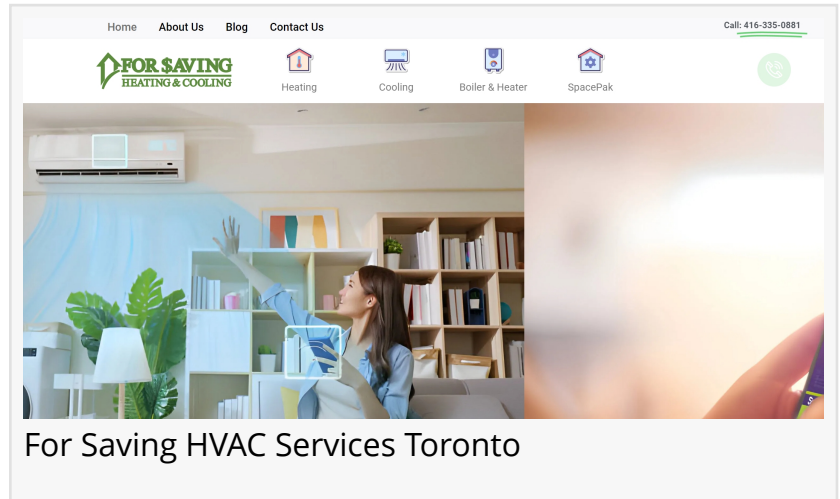 Home About Us Blog Contact Us Call: 416-335-0881
FOR $AVING
HEATING & COOLING
Heating Cooling Boiler & Heater SpacePak
For Saving HVAC Services Toronto